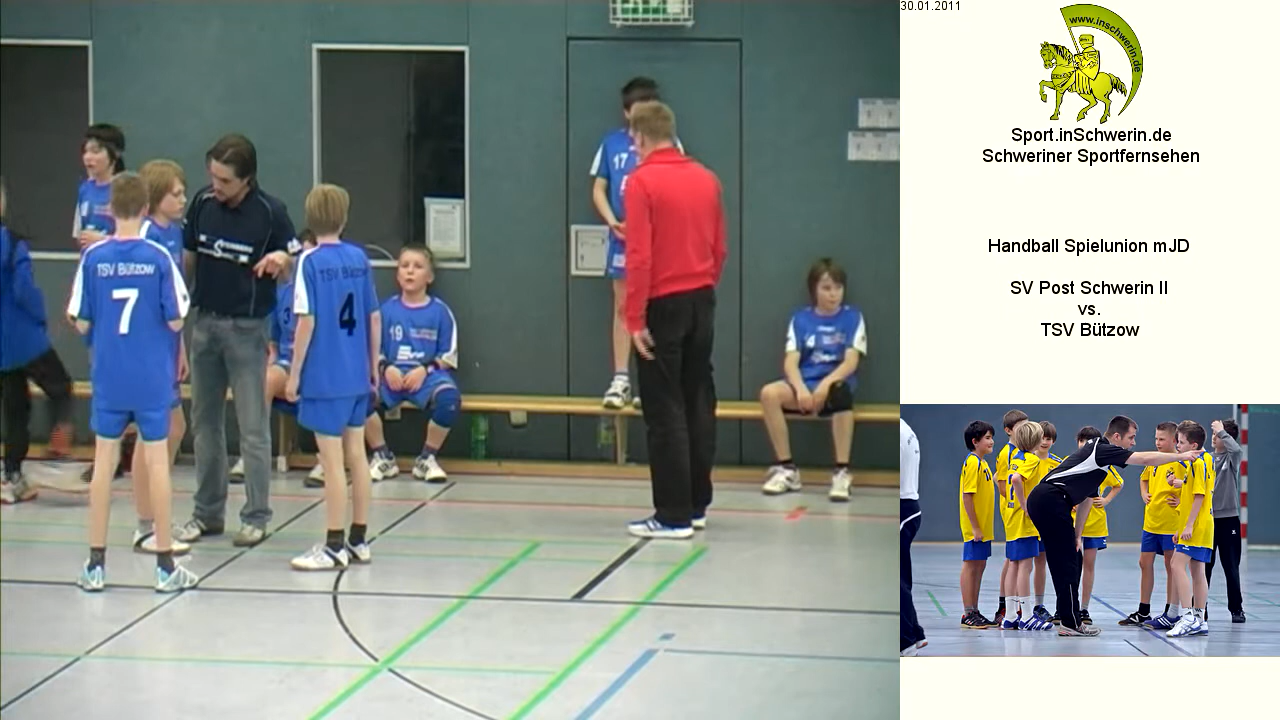 30.01.2011
www.inschwerin.de
Sport.inSchwerin.de
Schweriner Sportfernsehen
Handball Spielunion mJD
SV Post Schwerin II
vs.
TSV Bützow
TSV Bützow
7
TSV Bützow
4
3
19
17
4